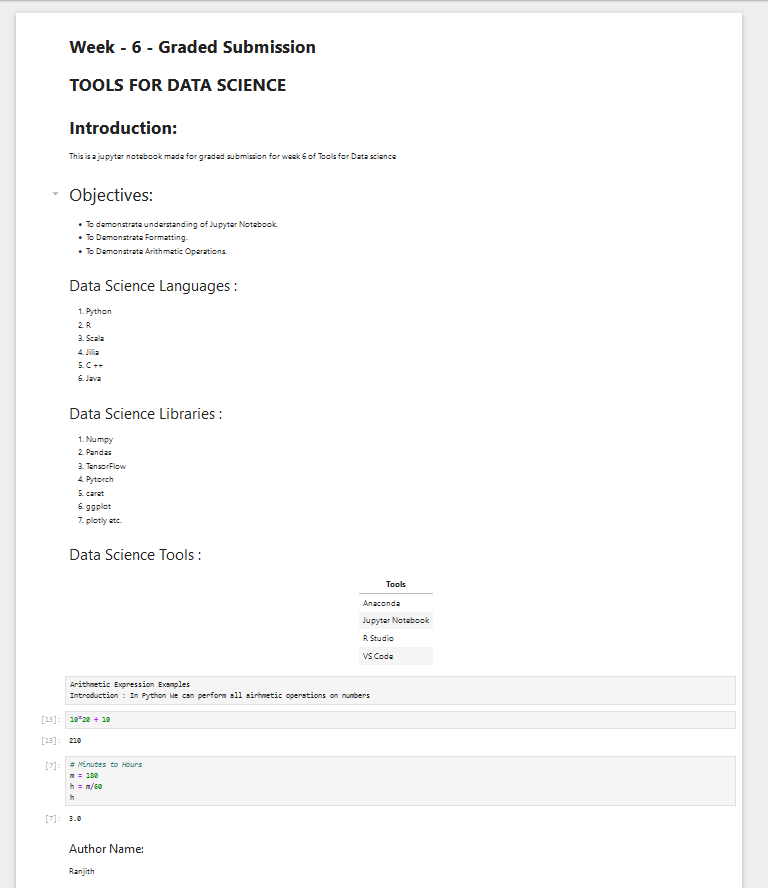 Week - 6 - Graded Submission
TOOLS FOR DATA SCIENCE
Introduction:
This is a jupyter notebook made for graded submission for week 6 of Tools for Data science
Objectives:
• To demonstrate understanding of Jupyter Notebook.
• To Demonstrate Formatting.
• To Demonstrate Arithmetic Operations.
Data Science Languages :
1. Python
2. R
3. Scala
4. Jilia
5. C ++
6. Java
Data Science Libraries :
1. Numpy
2. Pandas
3. TensorFlow
4. Pytorch
5. caret
6. ggplot
7. plotly etc.
Data Science Tools :
Tools
Anaconda
Jupyter Notebook
R Studio
VS Code
Arithmetic Expression Examples
Introduction : In Python We can perform all airhmetic operations on numbers
[13]: 10*20 + 10
[13]: 210
[7]: # Minutes to Hours
m = 180
h = m/60
h
[7]: 3.0
Author Name:
Ranjith